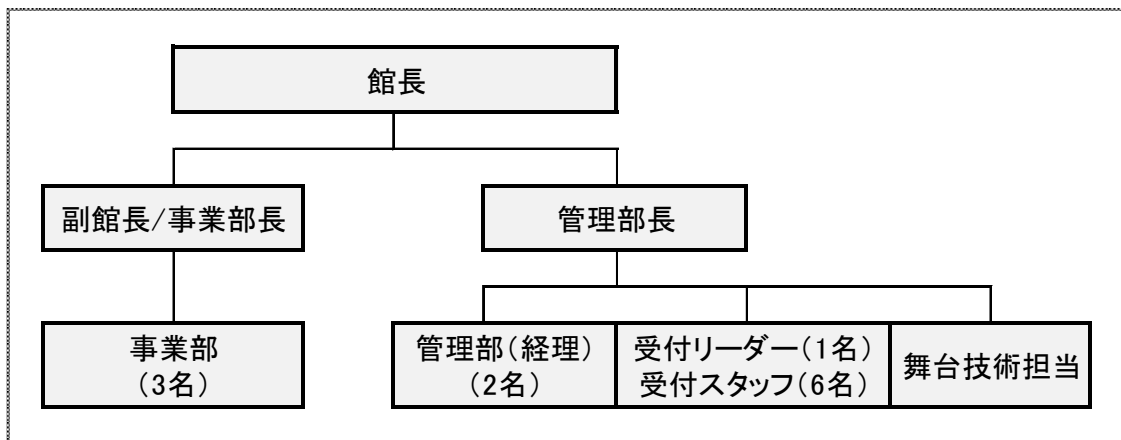 館長
副館長/事業部長
管理部長
事業部
(3名)
管理部(経理)
(2名)
受付リーダー(1名)
受付スタッフ(6名)
舞台技術担当